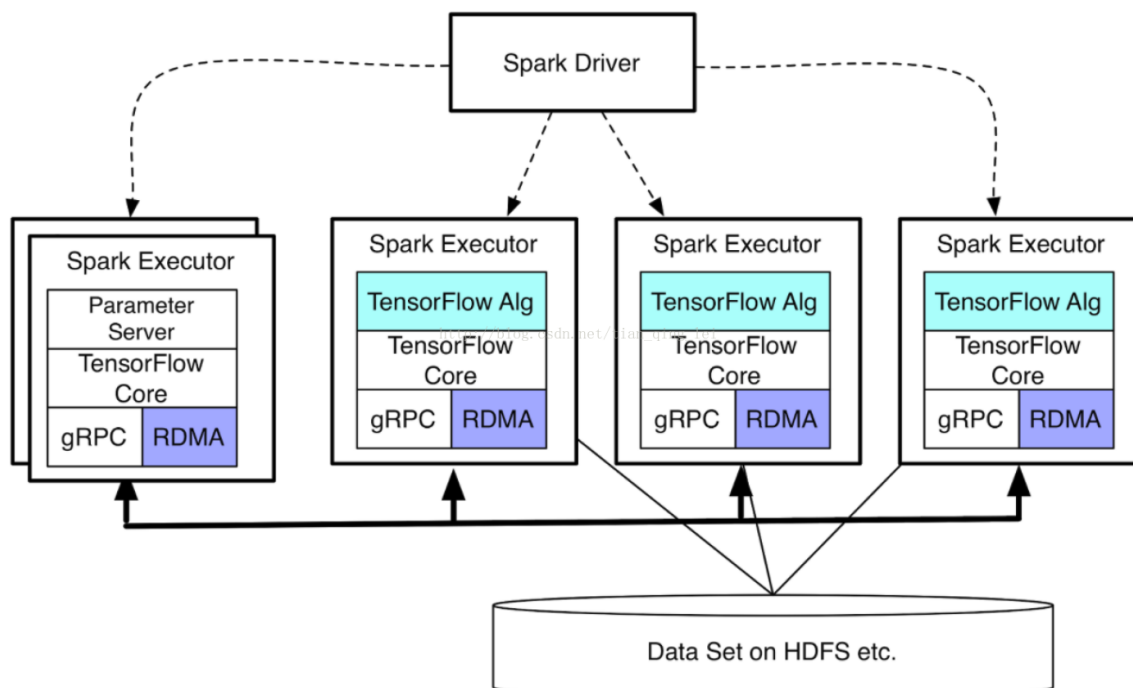 Spark Driver
Spark Executor
Parameter
Server
TensorFlow
Core
gRPC
RDMA
Spark Executor
TensorFlow Alg
TensorFlow
Core
gRPC
RDMA
Spark Executor
TensorFlow Alg
TensorFlow
Core
gRPC
RDMA
Spark Executor
TensorFlow Alg
TensorFlow
Core
gRPC
RDMA
Data Set on HDFS etc.